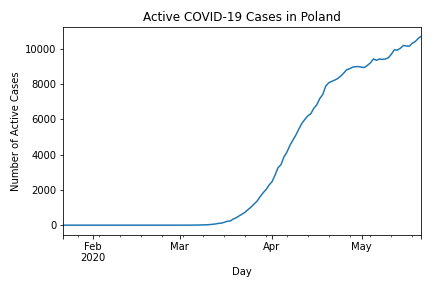 Active COVID-19 Cases in Poland
Number of Active Cases
10000
8000
6000
4000
2000
0
Feb
2020
Mar
Apr
May
Day